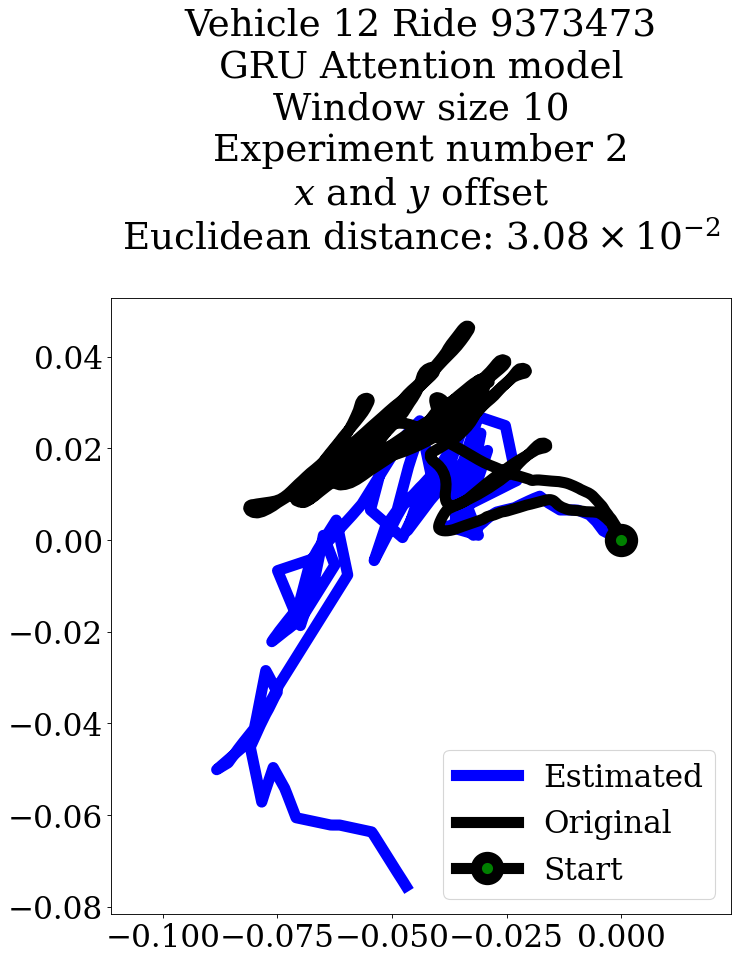 Vehicle 12 Ride 9373473
GRU Attention model
Window size 10
Experiment number 2
x and y offset
Euclidean distance: 3.08 × 10⁻²
0.04
0.02
0.00
−0.02
−0.04
−0.06
−0.08
Estimated
Original
Start
−0.100 −0.075 −0.050 −0.025 0.000